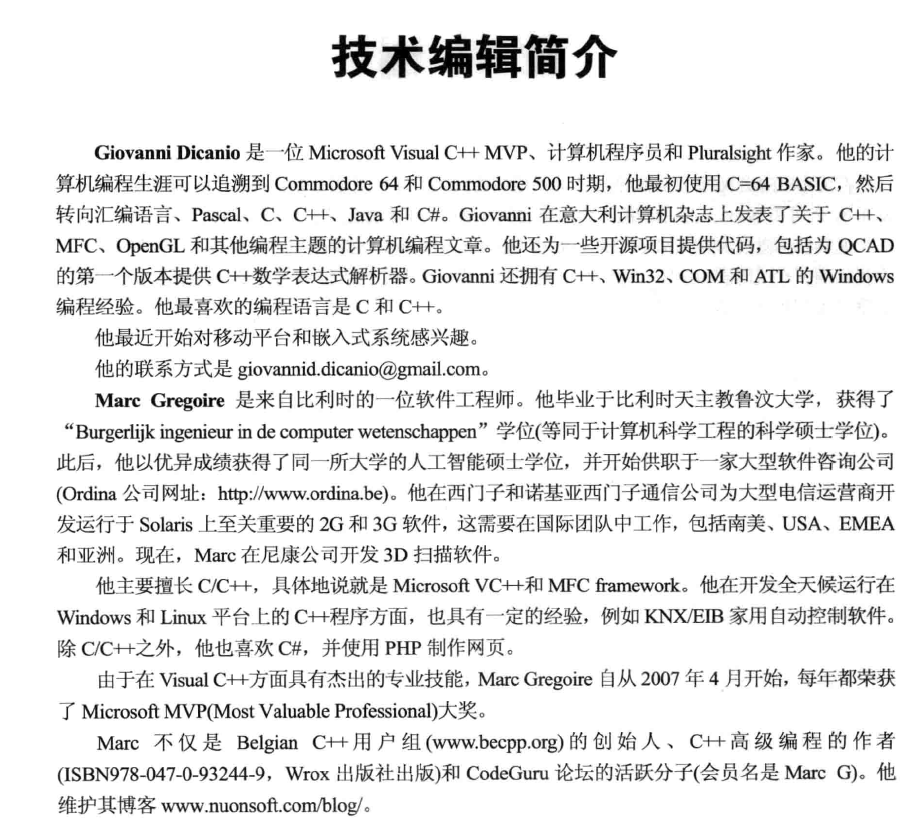 技术编辑简介
Giovanni Dicanio 是一位 Microsoft Visual C++ MVP、计算机程序员和 Pluralsight 作家。他的计
算机编程生涯可以追溯到 Commodore 64 和 Commodore 500 时期，他最初使用 C=64 BASIC，然后
转向汇编语言、Pascal、C、C++、Java 和 C#。Giovanni 在意大利计算机杂志上发表了关于 C++、
MFC、OpenGL 和其他编程主题的计算机编程文章。他还为一些开源项目提供代码，包括为 QCAD
的第一个版本提供 C++数学表达式解析器。Giovanni 还拥有 C++、Win32、COM 和 ATL 的 Windows
编程经验。他最喜欢的编程语言是 C 和 C++。
他最近开始对移动平台和嵌入式系统感兴趣。
他的联系方式是 giovannid.dicanio@gmail.com。
Marc Gregoire 是来自比利时的一位软件工程师。他毕业于比利时天主教鲁汶大学，获得了
“Burgerlijk ingenieur in de computer wetenschappen”学位(等同于计算机科学工程的科学硕士学位)。
此后，他以优异成绩获得了同一所大学的人工智能硕士学位，并开始供职于一家大型软件咨询公司
(Ordina 公司网址：http://www.ordina.be)。他在西门子和诺基亚西门子通信公司为大型电信运营商开
发运行于 Solaris 上至关重要的 2G 和 3G 软件，这需要在国际团队中工作，包括南美、USA、EMEA
和亚洲。现在，Marc 在尼康公司开发 3D 扫描软件。
他主要擅长 C/C++，具体地说就是 Microsoft VC++和 MFC framework。他在开发全天候运行在
Windows 和 Linux 平台上的 C++程序方面，也具有一定的经验，例如 KNX/EIB 家用自动控制软件。
除 C/C++之外，他也喜欢 C#，并使用 PHP 制作网页。
由于在 Visual C++方面具有杰出的专业技能，Marc Gregoire 自从 2007 年 4 月开始，每年都荣获
了 Microsoft MVP(Most Valuable Professional)大奖。
Marc 不仅是 Belgian C++用户组(www.becpp.org)的创始人、C++高级编程的作者
(ISBN978-047-0-93244-9，Wrox 出版社出版)和 CodeGuru 论坛的活跃分子(会员名是 Marc G)。他
维护其博客 www.nuonsoft.com/blog/。